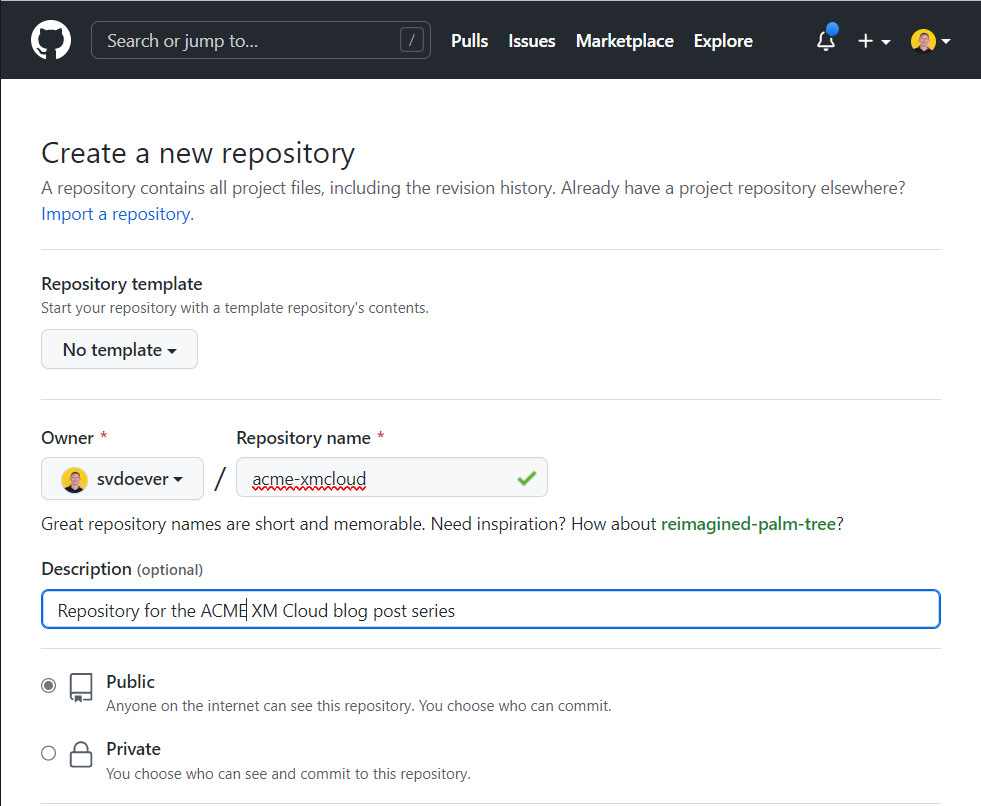 Search or jump to... /
Pulls Issues Marketplace Explore
Create a new repository
A repository contains all project files, including the revision history. Already have a project repository elsewhere?
Import a repository.
Repository template
Start your repository with a template repository's contents.
No template
Owner * Repository name *
svdoever / acme-xmcloud
Great repository names are short and memorable. Need inspiration? How about reimagined-palm-tree?
Description (optional)
Repository for the ACME XM Cloud blog post series
Public
Anyone on the internet can see this repository. You choose who can commit.
Private
You choose who can see and commit to this repository.